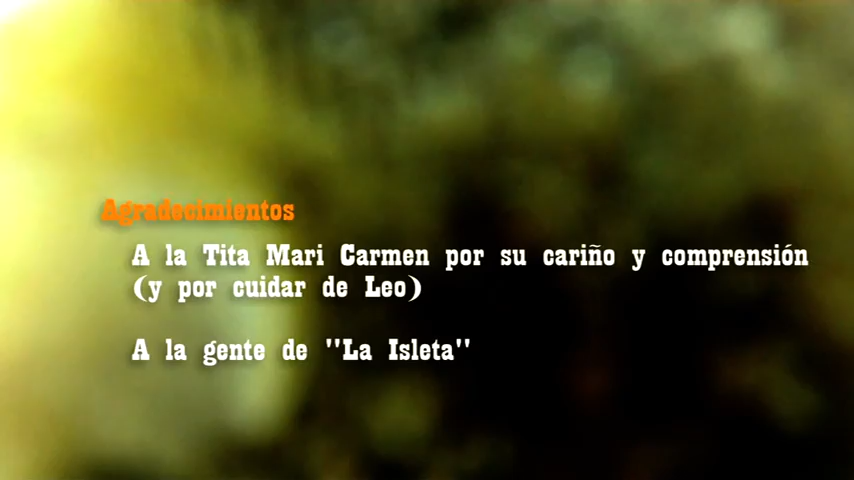 Agradecimientos
A la Tita Mari Carmen por su cariño y comprensión
(y por cuidar de Leo)
A la gente de "La Isleta"